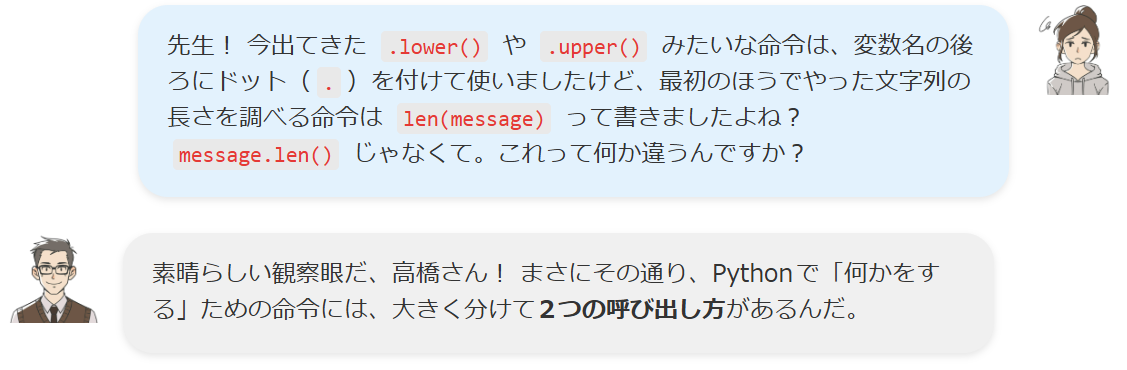 先生！ 今出てきた .lower() や .upper() みたいな命令は、変数名の後
ろにドット（ . ）を付けて使いましたけど、最初のほうでやった文字列の
長さを調べる命令は len(message) って書きましたよね？
message.len() じゃなくて。これって何か違うんですか？
素晴らしい観察眼だ、高橋さん！ まさにその通り、Pythonで「何かをす
る」ための命令には、大きく分けて２つの呼び出し方があるんだ。